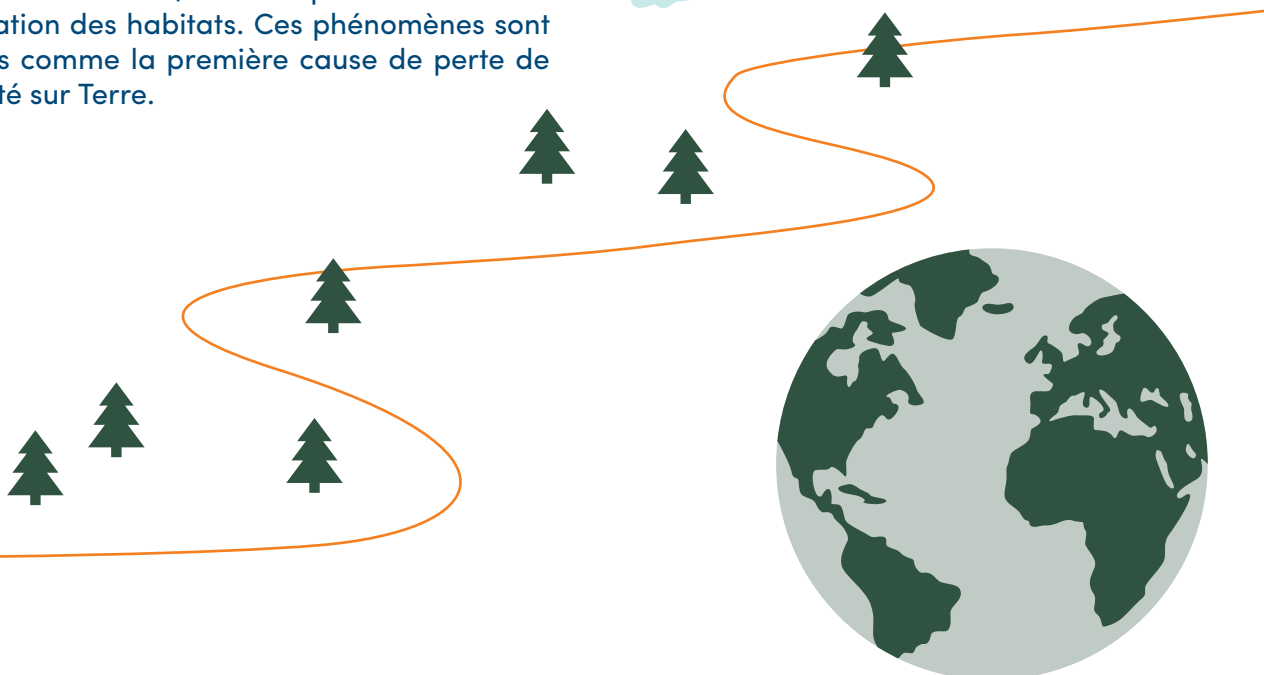 ation des habitats. Ces phénomènes sont
s comme la première cause de perte de
té sur Terre.